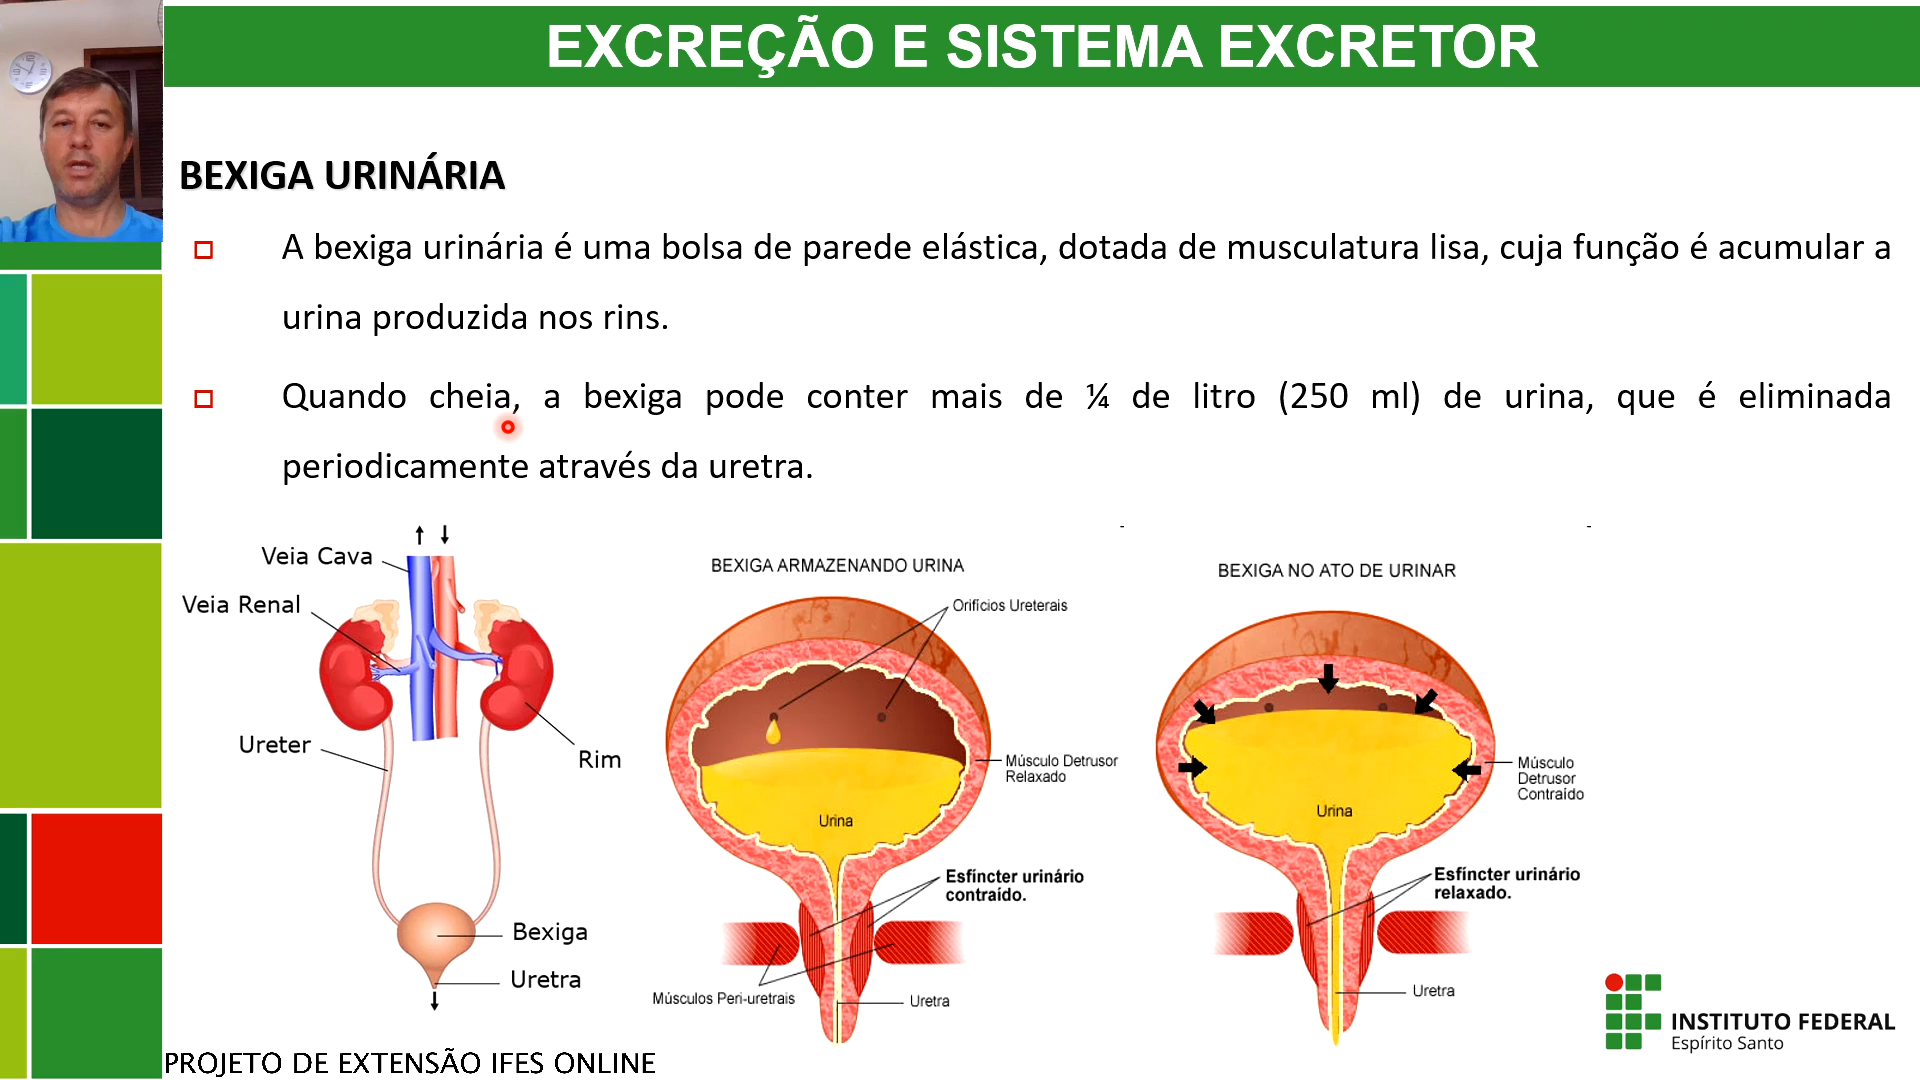 EXCREÇÃO E SISTEMA EXCRETOR
BEXIGA URINÁRIA
A bexiga urinária é uma bolsa de parede elástica, dotada de musculatura lisa, cuja função é acumular a
urina produzida nos rins.
Quando cheia, a bexiga pode conter mais de ¼ de litro (250 ml) de urina, que é eliminada
periodicamente através da uretra.
Veia Cava
Veia Renal
Ureter
Rim
Bexiga
Uretra
BEXIGA ARMAZENANDO URINA
Orifícios Ureterais
Músculo Detrusor
Relaxado
Urina
Esfíncter urinário
contraído.
Músculos Peri-uretrais
Uretra
BEXIGA NO ATO DE URINAR
Músculo
Detrusor
Contraído
Urina
Esfíncter urinário
relaxado.
Uretra
INSTITUTO FEDERAL
Espírito Santo
PROJETO DE EXTENSÃO IFES ONLINE